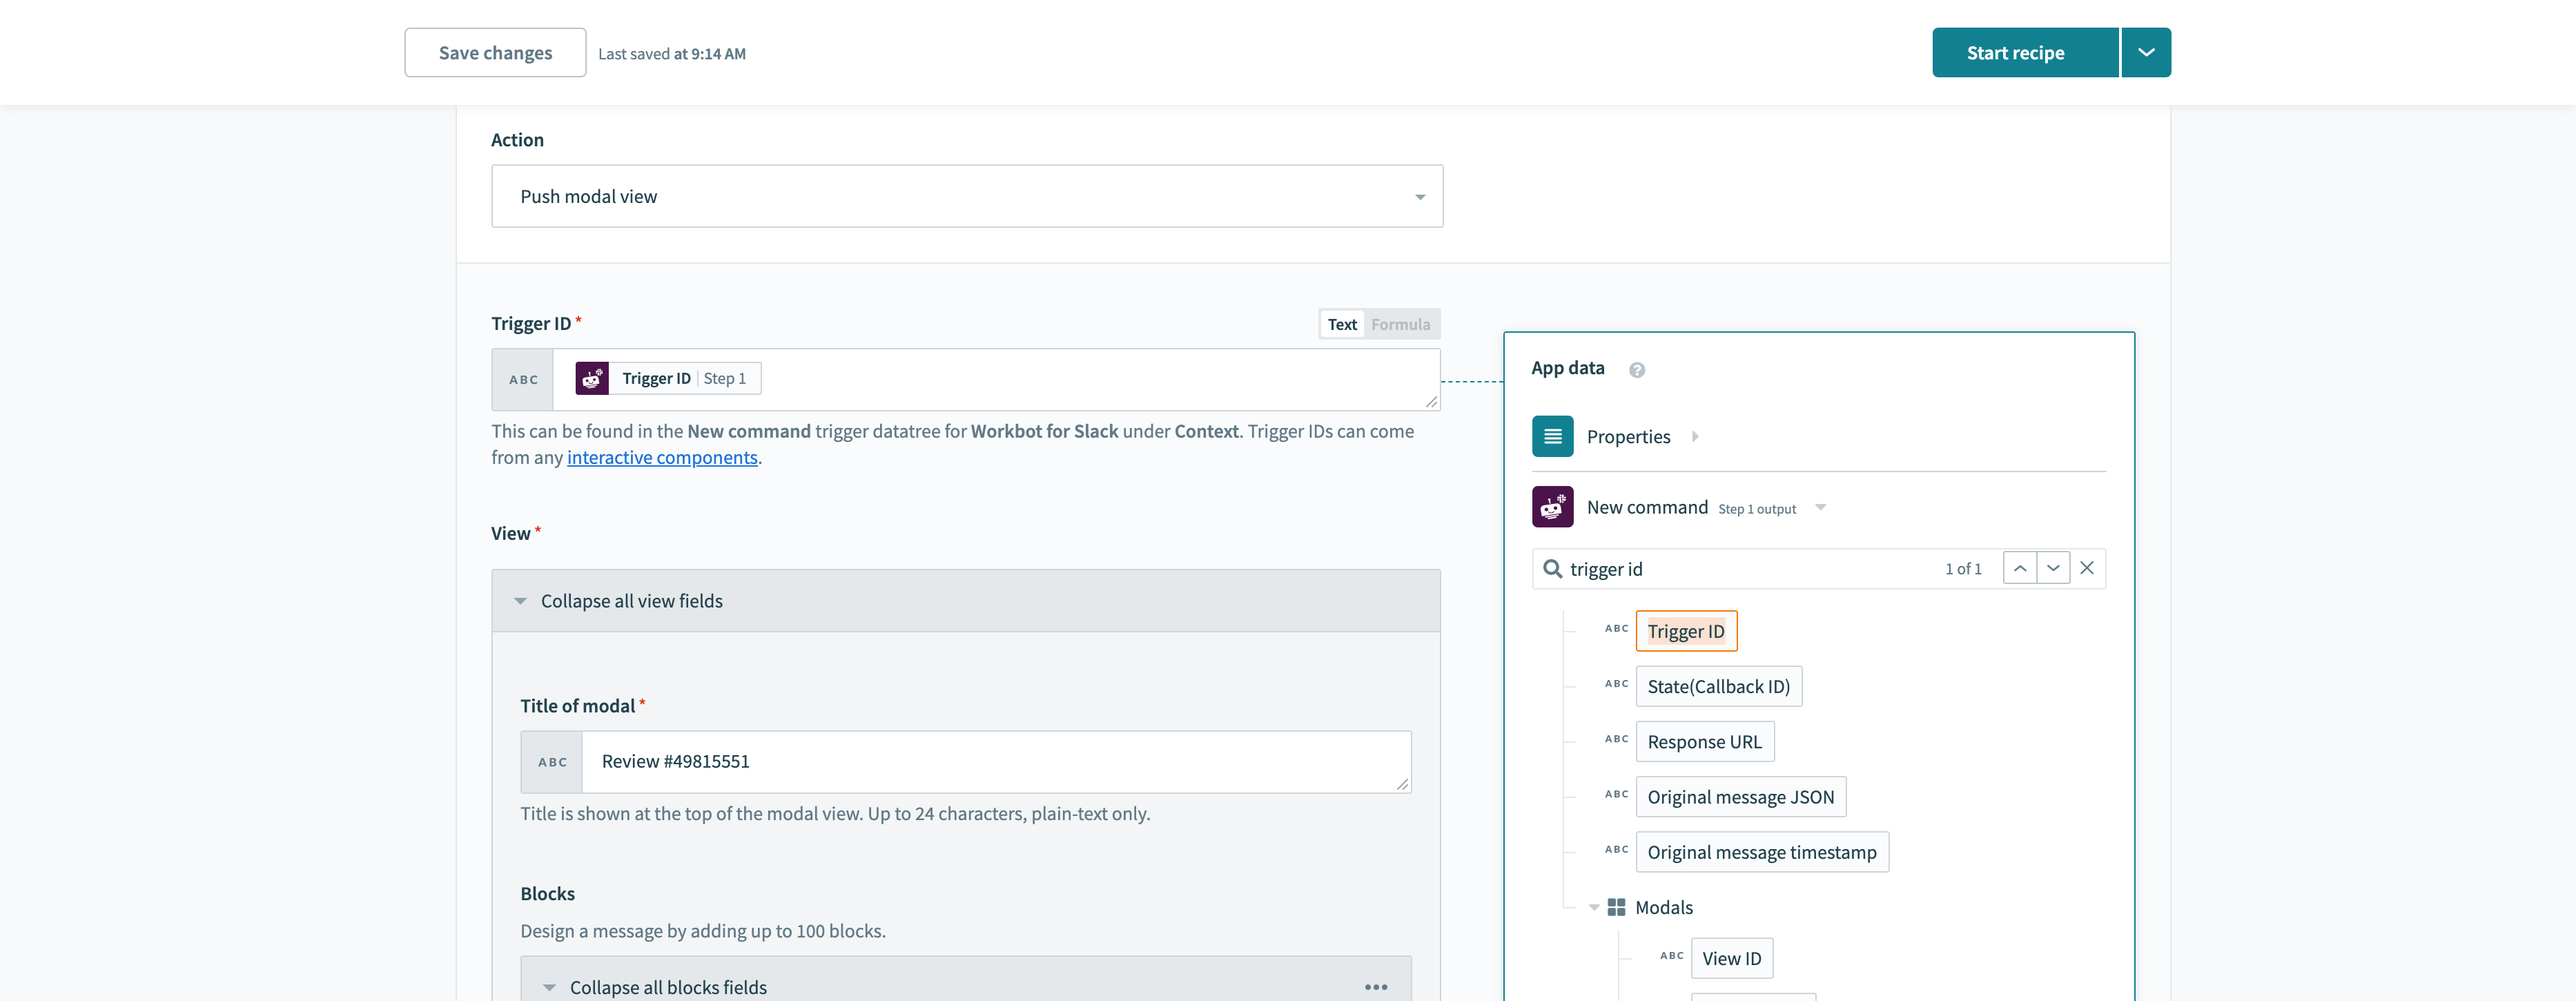 Save changes
Last saved at 9:14 AM
Start recipe
Action
Push modal view
Trigger ID *
Text
Formula
ABC
Trigger ID
Step 1
This can be found in the New command trigger datatree for Workbot for Slack under Context. Trigger IDs can come
from any interactive components.
View *
Collapse all view fields
Title of modal *
ABC
Review #49815551
Title is shown at the top of the modal view. Up to 24 characters, plain-text only.
Blocks
Design a message by adding up to 100 blocks.
Collapse all blocks fields
App data
?
Properties
New command Step 1 output
trigger id
1 of 1
ABC Trigger ID
ABC State(Callback ID)
ABC Response URL
ABC Original message JSON
ABC Original message timestamp
Modals
ABC View ID